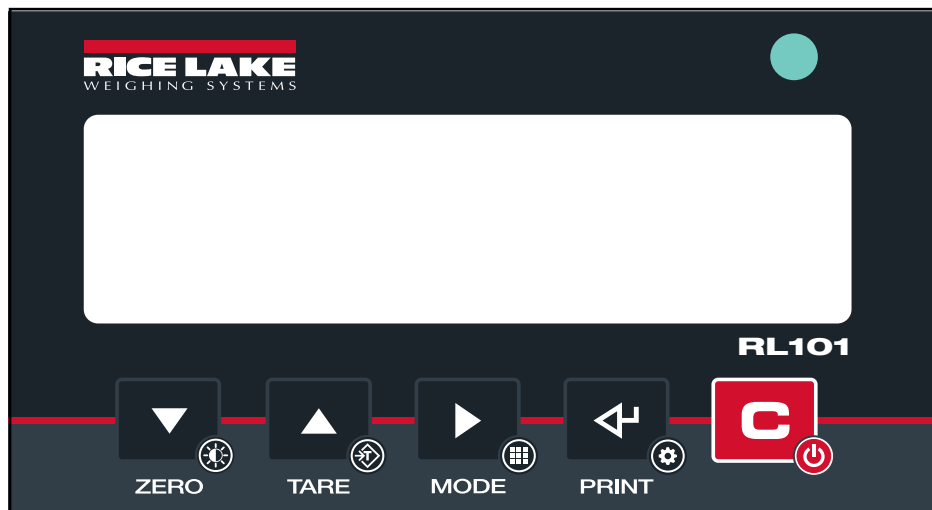 RICE LAKE
WEIGHING SYSTEMS
RL101
C
T
ZERO
TARE
MODE
PRINT